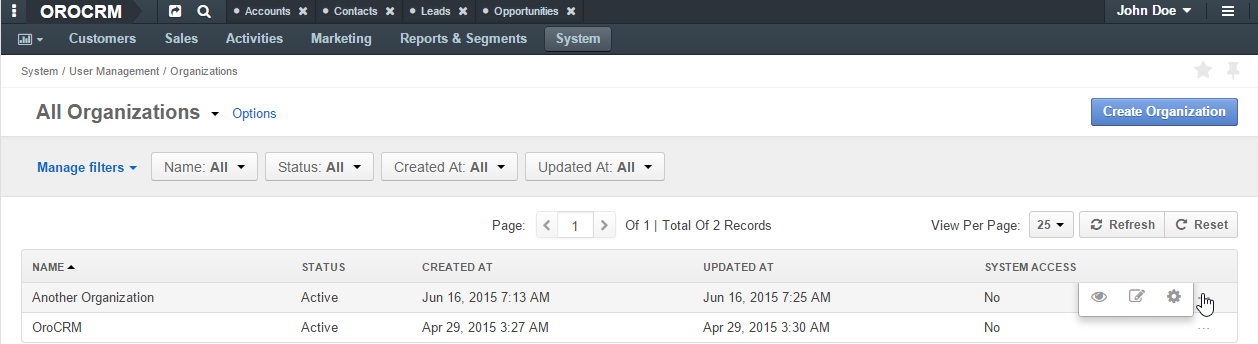 OROCRM • Accounts × • Contacts × • Leads × • Opportunities × John Doe
Customers Sales Activities Marketing Reports & Segments System
System / User Management / Organizations
All Organizations Options Create Organization
Manage filters Name: All Status: All Created At: All Updated At: All
Page: 1 Of 1 | Total Of 2 Records View Per Page: 25 Refresh Reset
NAME STATUS CREATED AT UPDATED AT SYSTEM ACCESS
Another Organization Active Jun 16, 2015 7:13 AM Jun 16, 2015 7:25 AM No
OroCRM Active Apr 29, 2015 3:27 AM Apr 29, 2015 3:30 AM No ...